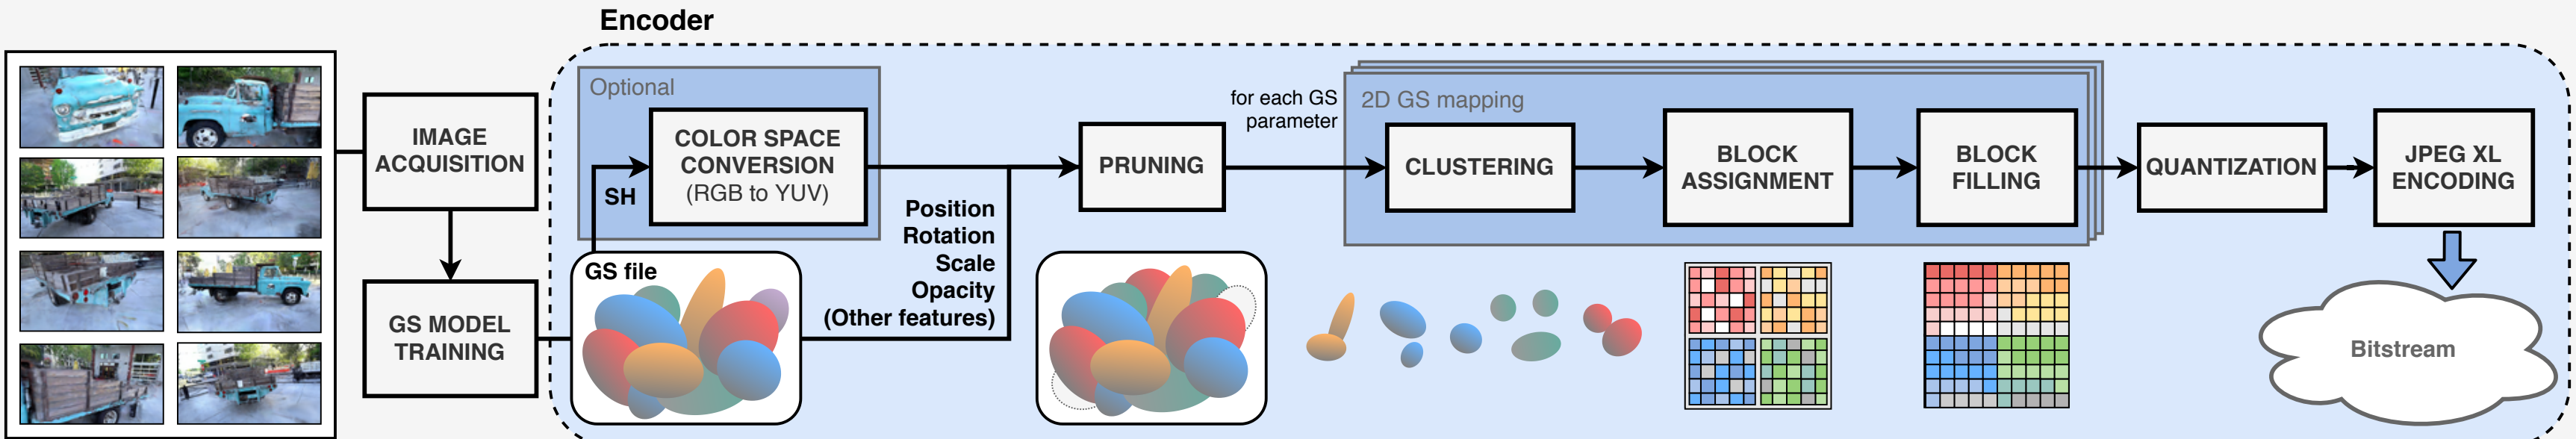 Encoder
IMAGE
ACQUISITION
GS MODEL
TRAINING
Optional
COLOR SPACE
CONVERSION
(RGB to YUV)
SH
GS file
Position
Rotation
Scale
Opacity
(Other features)
PRUNING
for each GS
parameter
2D GS mapping
CLUSTERING
BLOCK
ASSIGNMENT
BLOCK
FILLING
QUANTIZATION
JPEG XL
ENCODING
Bitstream